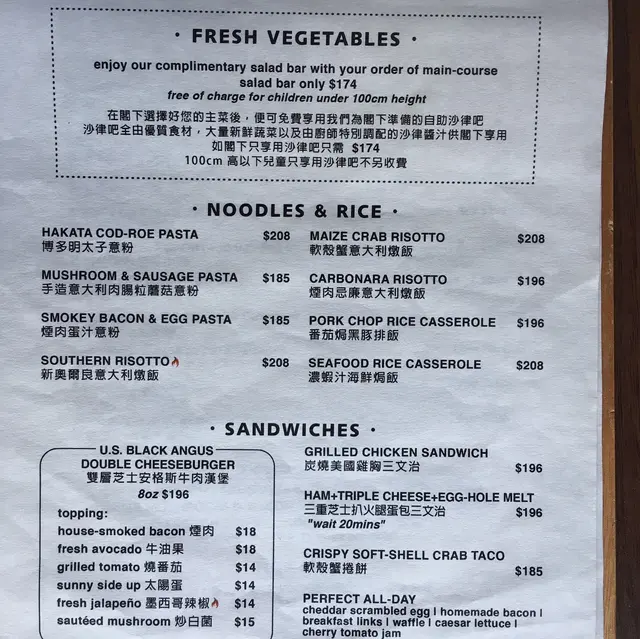 · FRESH VEGETABLES ·
enjoy our complimentary salad bar with your order of main-course
salad bar only $174
free of charge for children under 100cm height
在閣下選擇好您的主菜後，便可免費享用我們為閣下準備的自助沙律吧
沙律吧全由優質食材，大量新鮮蔬菜以及由廚師特別調配的沙律醬汁供閣下享用
如閣下只享用沙律吧只需 $174
100cm 高以下兒童只享用沙律吧不另收費
· NOODLES & RICE ·
HAKATA COD-ROE PASTA $208
博多明太子意粉
MUSHROOM & SAUSAGE PASTA $185
手造意大利肉腸粒蘑菇意粉
SMOKEY BACON & EGG PASTA $185
煙肉蛋汁意粉
SOUTHERN RISOTTO $208
新奧爾良意大利燉飯
MAIZE CRAB RISOTTO $208
軟殼蟹意大利燉飯
CARBONARA RISOTTO $196
煙肉忌廉意大利燉飯
PORK CHOP RICE CASSEROLE $196
番茄焗黑豚排飯
SEAFOOD RICE CASSEROLE $208
濃蝦汁海鮮焗飯
· SANDWICHES ·
U.S. BLACK ANGUS
DOUBLE CHEESEBURGER
雙層芝士安格斯牛肉漢堡
8oz $196
topping:
house-smoked bacon 煙肉 $18
fresh avocado 牛油果 $18
grilled tomato 燒番茄 $14
sunny side up 太陽蛋 $14
fresh jalapeño 墨西哥辣椒 $14
sautéed mushroom 炒白菌 $15
GRILLED CHICKEN SANDWICH
炭燒美國雞胸三文治 $196
HAM+TRIPLE CHEESE+EGG-HOLE MELT
三重芝士扒火腿蛋包三文治 $196
"wait 20mins"
CRISPY SOFT-SHELL CRAB TACO
軟殼蟹捲餅 $185
PERFECT ALL-DAY
cheddar scrambled egg | homemade bacon |
breakfast links | waffle | caesar lettuce |
cherry tomato jam